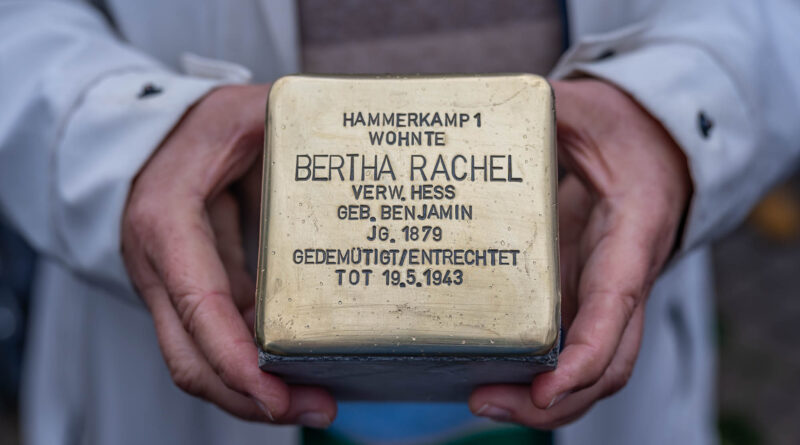 HAMMERKAMP 1
WOHNTE
BERTHA RACHEL
VERW. HESS
GEB. BENJAMIN
JG. 1879
GEDEMÜTIGT/ENTRECHTET
TOT 19.5.1943